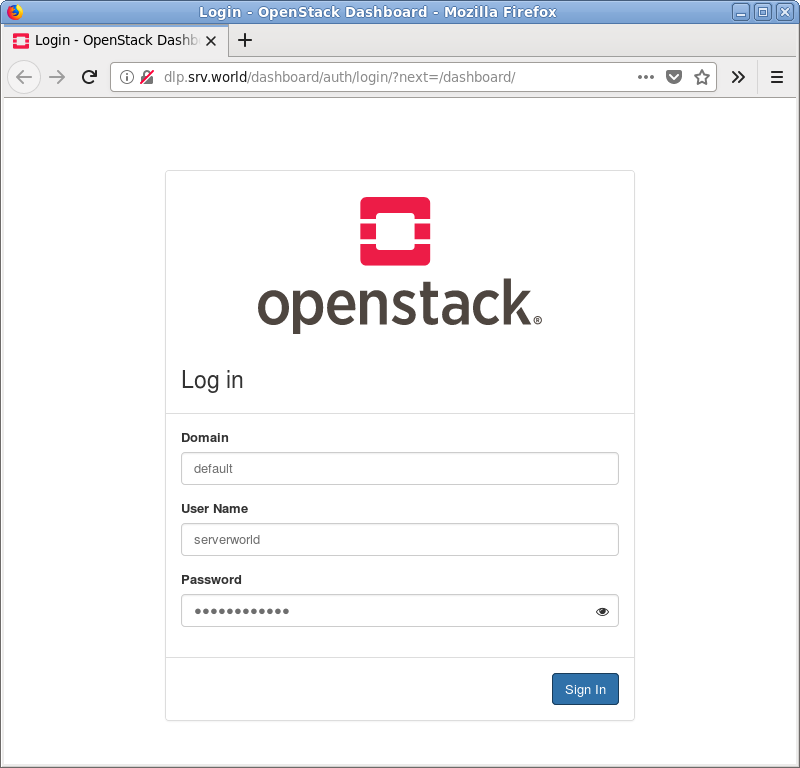 Login - OpenStack Dashboard - Mozilla Firefox
Login - OpenStack Dashb
dlp.srv.world/dashboard/auth/login/?next=/dashboard/
openstack®
Log in
Domain
default
User Name
serverworld
Password
●●●●●●●●●●●●
Sign In